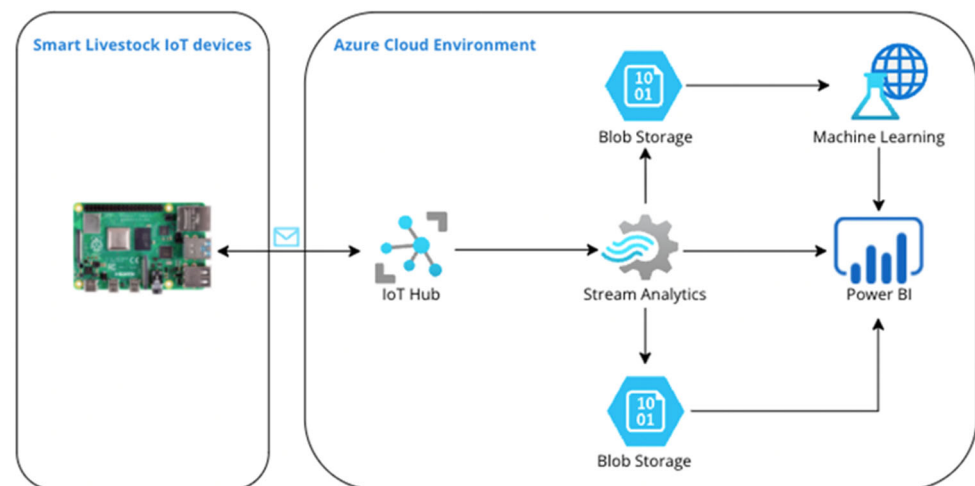 Smart Livestock IoT devices
Azure Cloud Environment
10
01
Blob Storage
Machine Learning
IoT Hub
Stream Analytics
Power BI
10
01
Blob Storage